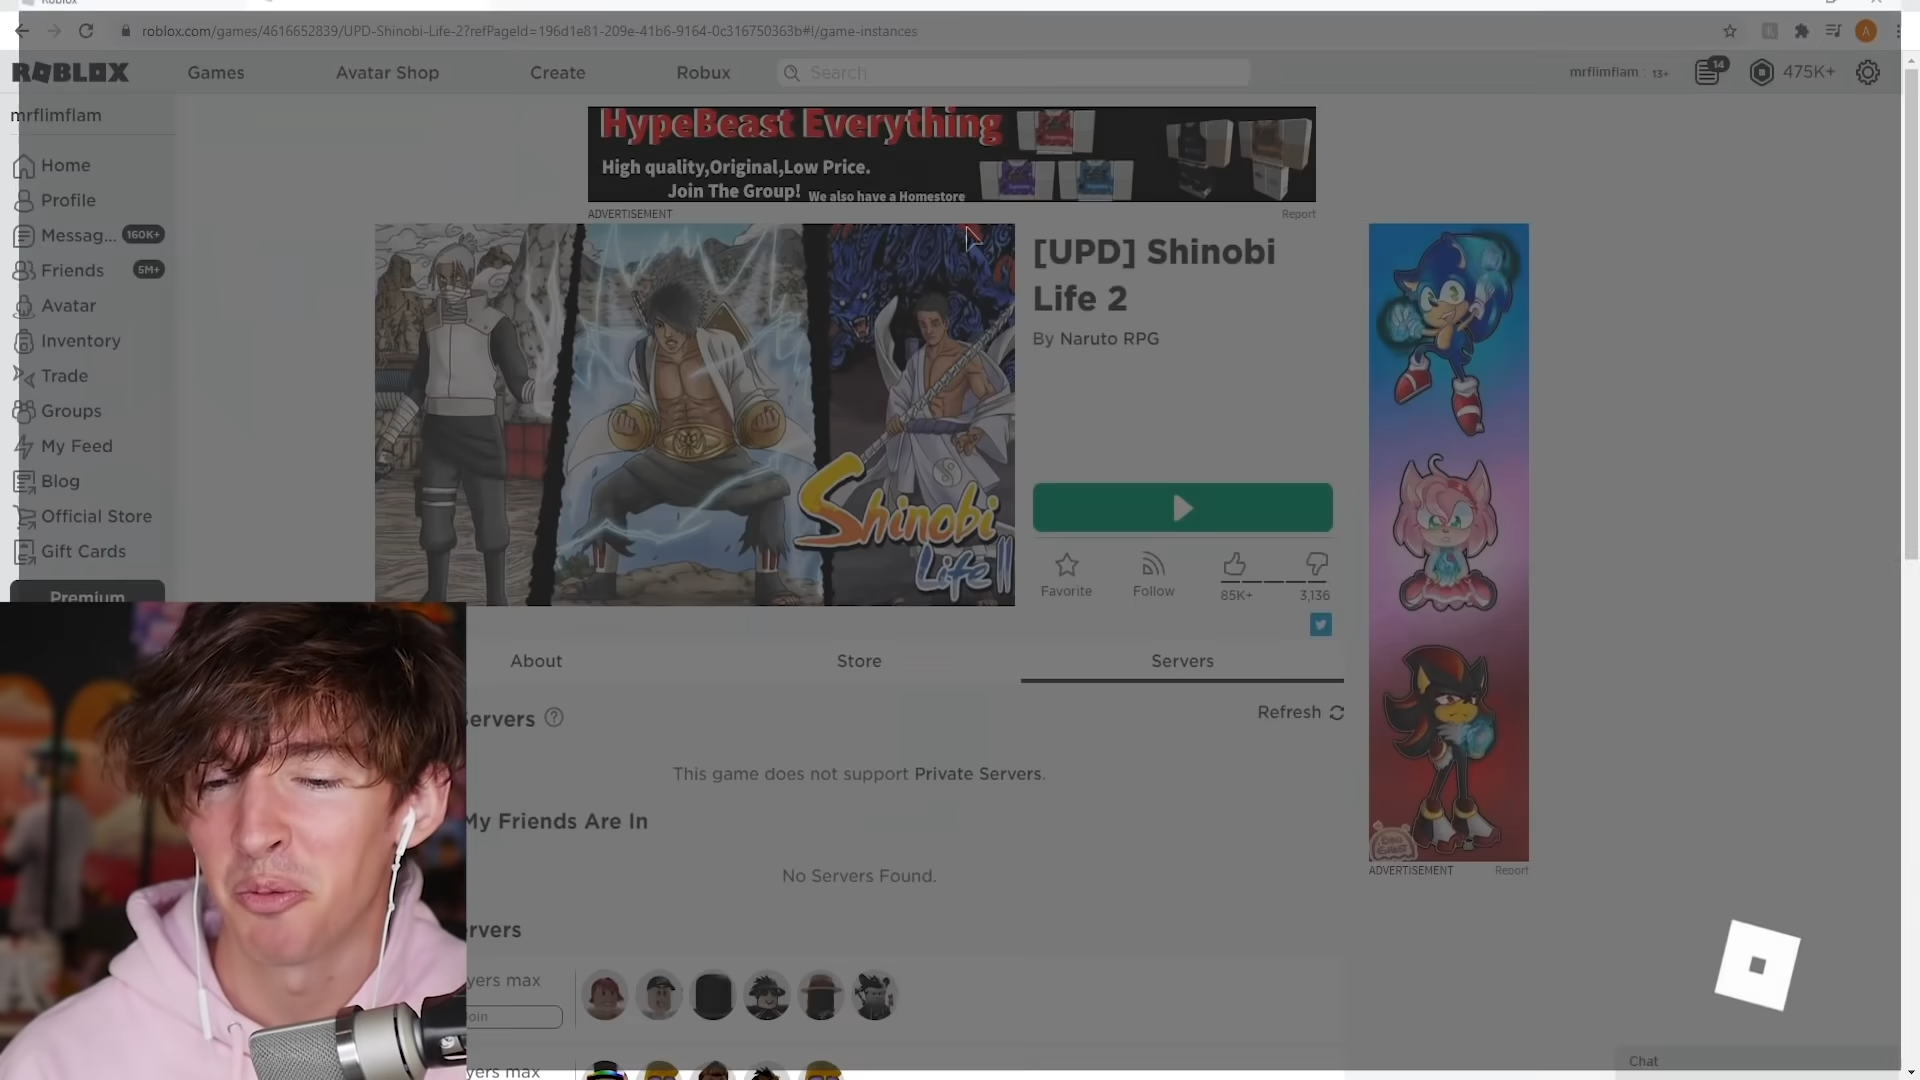 Roblox
roblox.com/games/4616652839/UPD-Shinobi-Life-2?refPageId=196d1e81-209e-41b6-9164-0c316750363b#!/game-instances
A
ROBLOX
Games
Avatar Shop
Create
Robux
Search
mrflimflam : 13+
14
475K+
mrflimflam
Home
Profile
Messag... 160K+
Friends 5M+
Avatar
Inventory
Trade
Groups
My Feed
Blog
Official Store
Gift Cards
Premium
HypeBeast Everything
High quality,Original,Low Price.
Join The Group! We also have a Homestore
ADVERTISEMENT
Report
Shinobi
Life II
[UPD] Shinobi
Life 2
By Naruto RPG
Favorite
Follow
85K+
3,136
About
Store
Servers
ervers
Refresh
This game does not support Private Servers.
My Friends Are In
No Servers Found.
rvers
yers max
oin
yers max
ADVERTISEMENT
Report
Chat